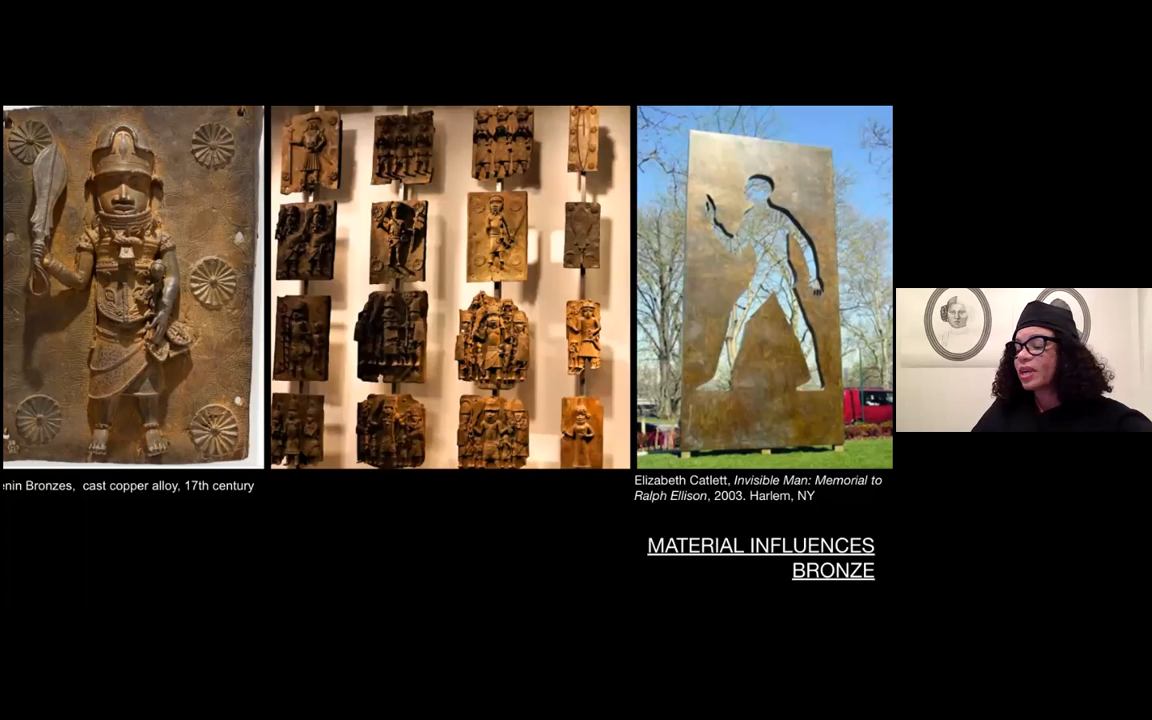 enin Bronzes, cast copper alloy, 17th century
Elizabeth Catlett, Invisible Man: Memorial to
Ralph Ellison, 2003. Harlem, NY
MATERIAL INFLUENCES
BRONZE